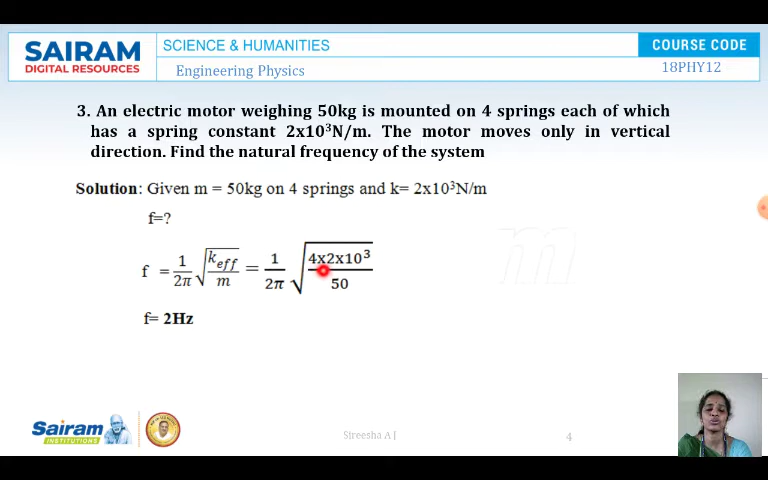 SAIRAM
DIGITAL RESOURCES
SCIENCE & HUMANITIES
COURSE CODE
Engineering Physics
18PHY12
3. An electric motor weighing 50kg is mounted on 4 springs each of which
has a spring constant 2x10³N/m. The motor moves only in vertical
direction. Find the natural frequency of the system
Solution: Given m = 50kg on 4 springs and k= 2x10³N/m
f=?
f = 1/2π √(k_eff/m) = 1/2π √(4x2x10³/50)
f= 2Hz
m
Sairam
INSTITUTIONS
Sireesha A J
4